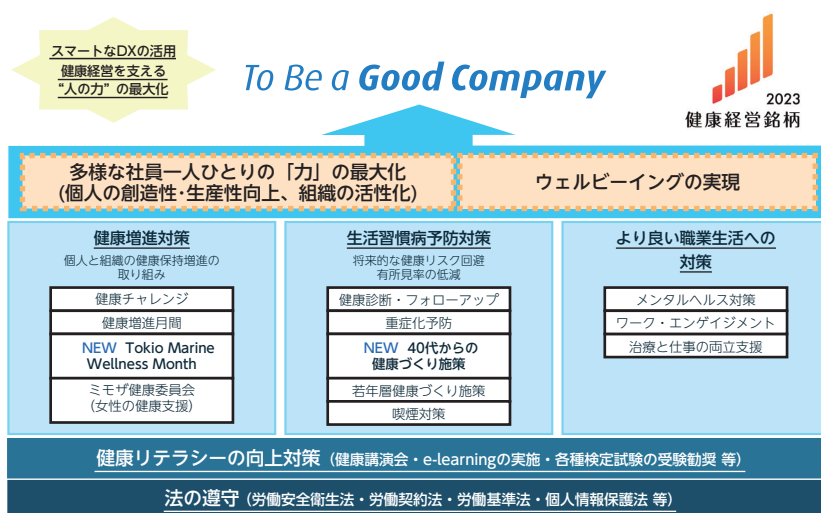 スマートなDXの活用
健康経営を支える
“人の力”の最大化
To Be a Good Company
2023
健康経営銘柄
多様な社員一人ひとりの「力」の最大化
(個人の創造性・生産性向上、組織の活性化)
ウェルビーイングの実現
健康増進対策
個人と組織の健康保持増進の
取り組み
健康チャレンジ
健康増進月間
NEW Tokio Marine
Wellness Month
ミモザ健康委員会
(女性の健康支援)
生活習慣病予防対策
将来的な健康リスク回避
有所見率の低減
健康診断・フォローアップ
重症化予防
NEW 40代からの
健康づくり施策
若年層健康づくり施策
喫煙対策
より良い職業生活への
対策
メンタルヘルス対策
ワーク・エンゲイジメント
治療と仕事の両立支援
健康リテラシーの向上対策(健康講演会・e-learningの実施・各種検定試験の受験勧奨 等)
法の遵守(労働安全衛生法・労働契約法・労働基準法・個人情報保護法 等)